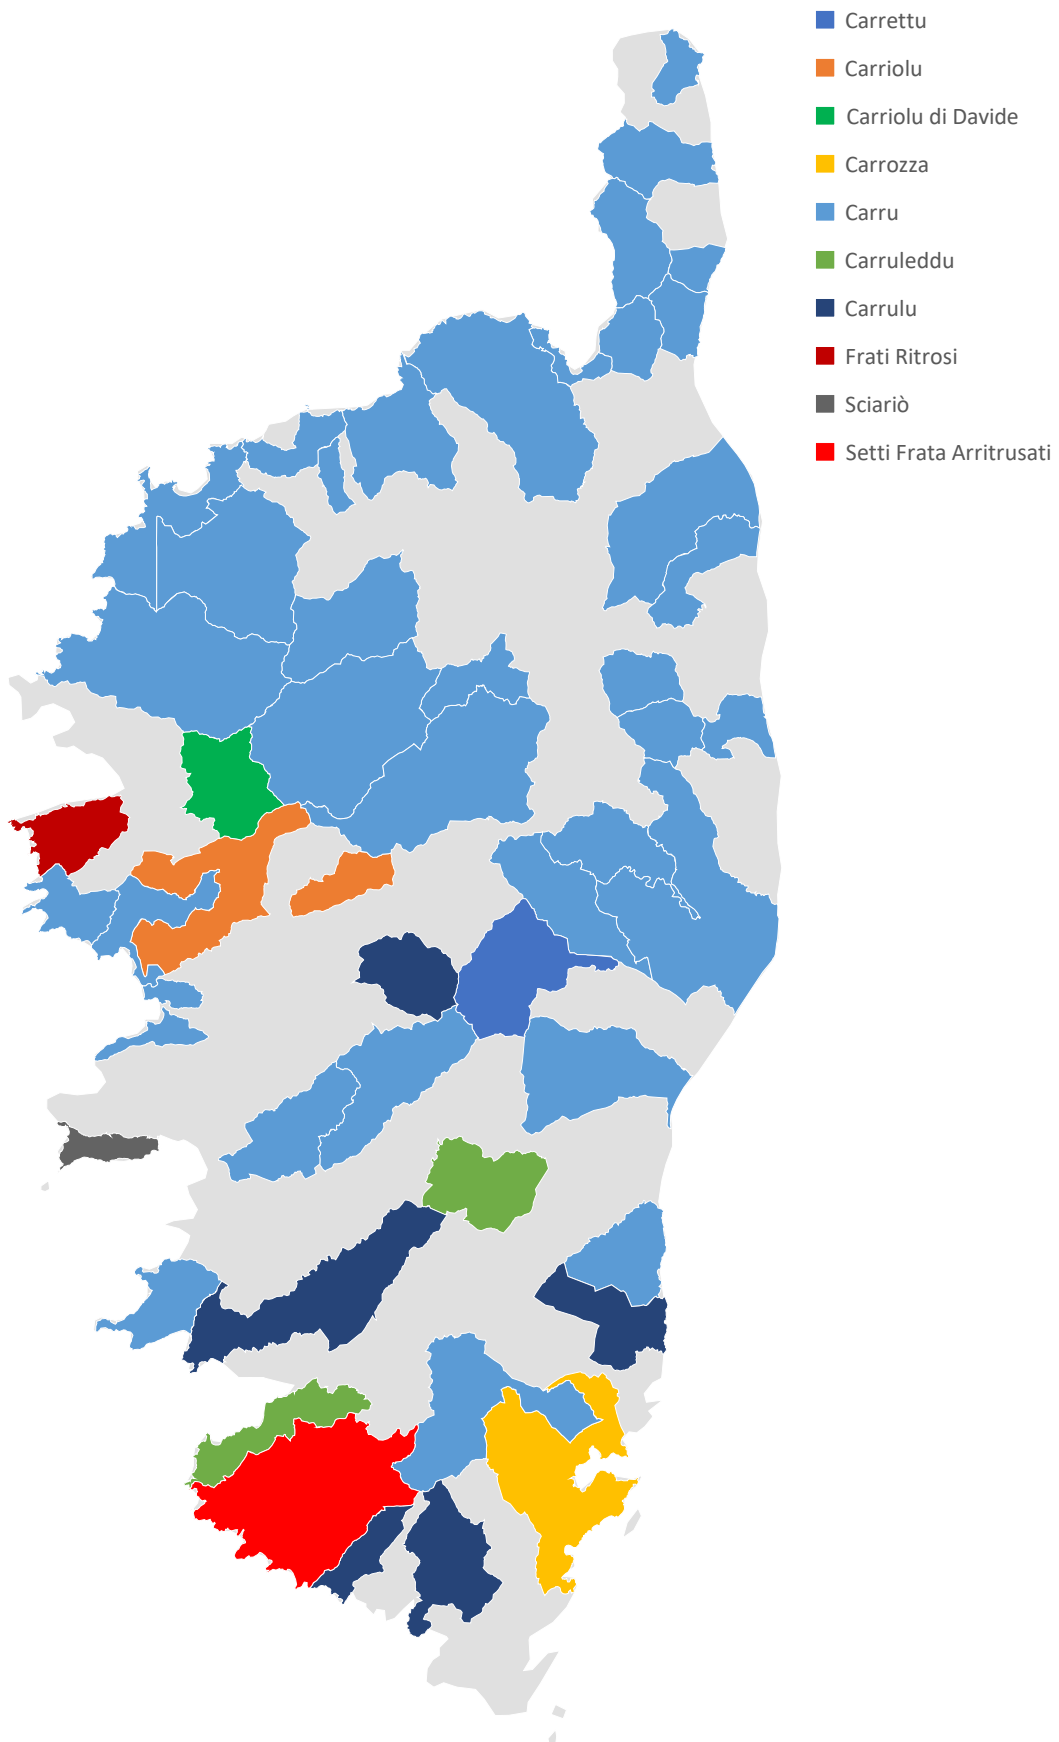 Carrettu
Carriolu
Carriolu di Davide
Carrozza
Carru
Carruleddu
Carrulu
Frati Ritrosi
Sciariò
Setti Frata Arritrusati